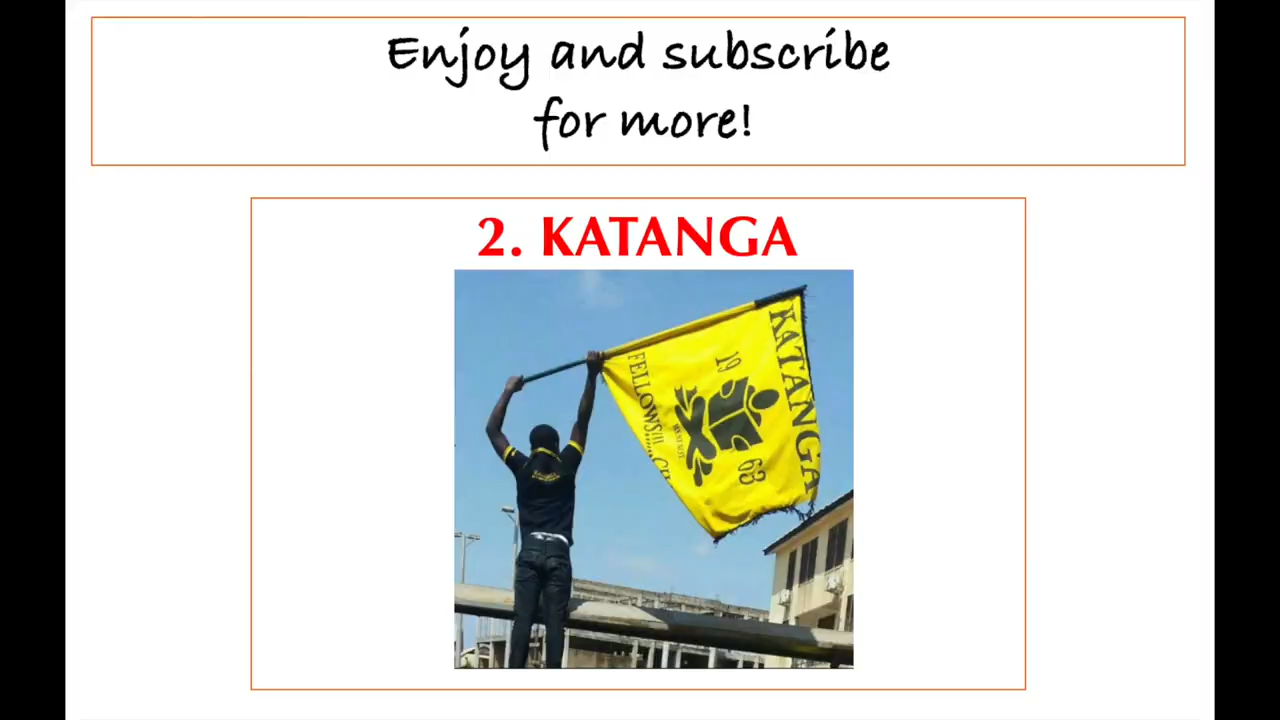 Enjoy and subscribe
for more!
2. KATANGA
KATANGA
19
63
FELLOWS!!!